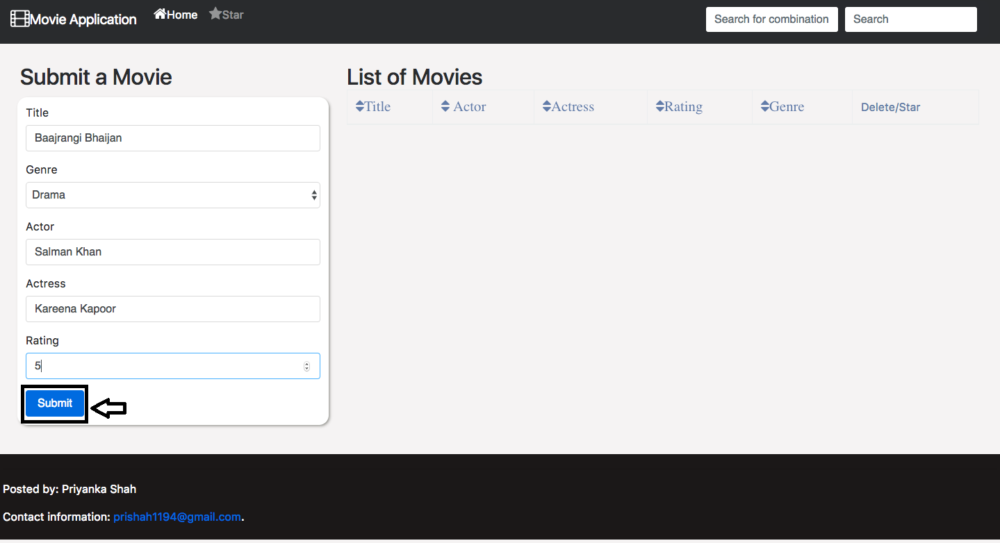 Movie Application Home Star Search for combination Search
Submit a Movie
Title
Baajrangi Bhaijan
Genre
Drama
Actor
Salman Khan
Actress
Kareena Kapoor
Rating
5
Submit
List of Movies
Title Actor Actress Rating Genre Delete/Star
Posted by: Priyanka Shah
Contact information: prishah1194@gmail.com.